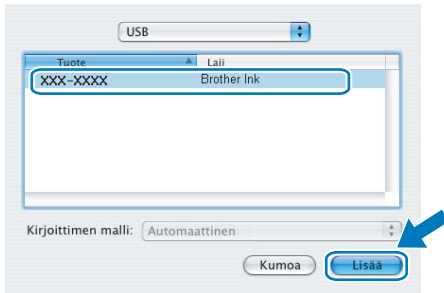 USB
Tuote Laji
XXX-XXXX Brother Ink
Kirjoittimen malli: Automaattinen
Kumoa Lisää